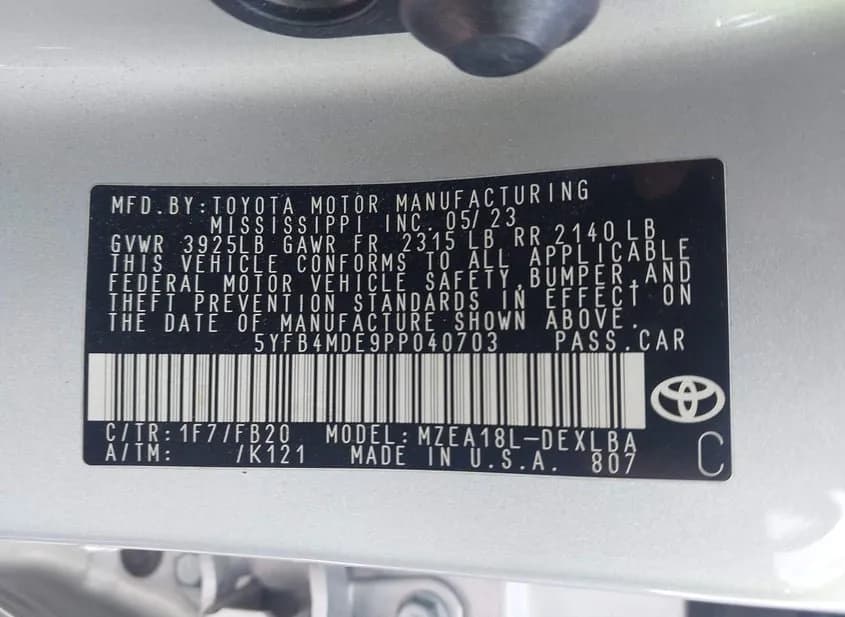 MFD.BY:TOYOTA MOTOR MANUFACTURING
MISSISSIPPI INC. 05/23
GVWR 3925LB GAWR FR 2315 LB RR 2140 LB
THIS VEHICLE CONFORMS TO ALL APPLICABLE
FEDERAL MOTOR VEHICLE SAFETY,BUMPER,AND
THEFT PREVENTION STANDARDS IN EFFECT ON
THE DATE OF MANUFACTURE SHOWN ABOVE.
5YFB4MDE9PP040703 PASS.CAR
C/TR:1F7/FB20 MODEL:MZEA18L-DEXLBA
A/TM: /K121 MADE IN U.S.A. 807 C